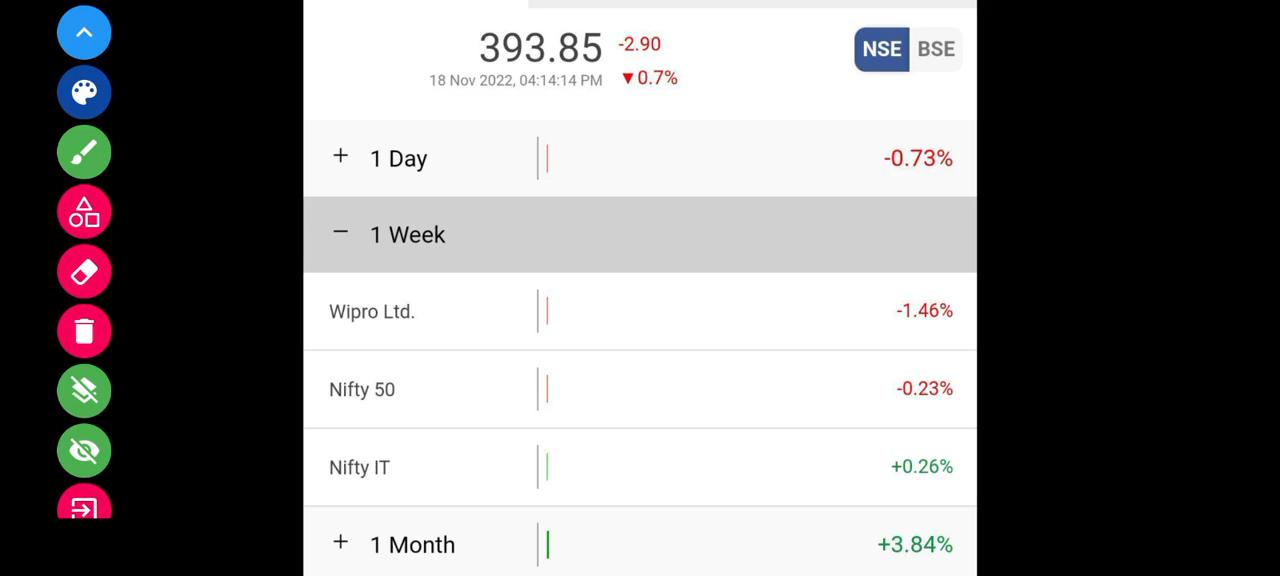 393.85 -2.90
18 Nov 2022, 04:14:14 PM ▼0.7%
NSE BSE
+ 1 Day -0.73%
− 1 Week
Wipro Ltd. -1.46%
Nifty 50 -0.23%
Nifty IT +0.26%
+ 1 Month +3.84%